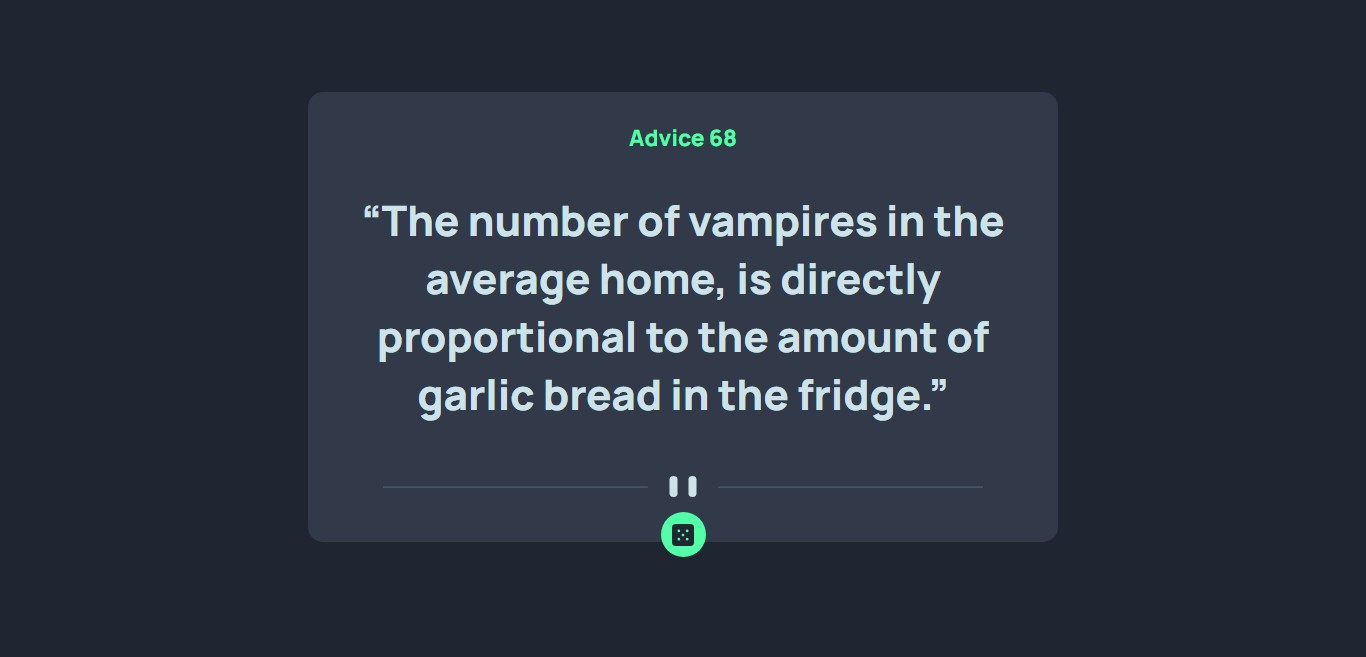 Advice 68
“The number of vampires in the
average home, is directly
proportional to the amount of
garlic bread in the fridge.”